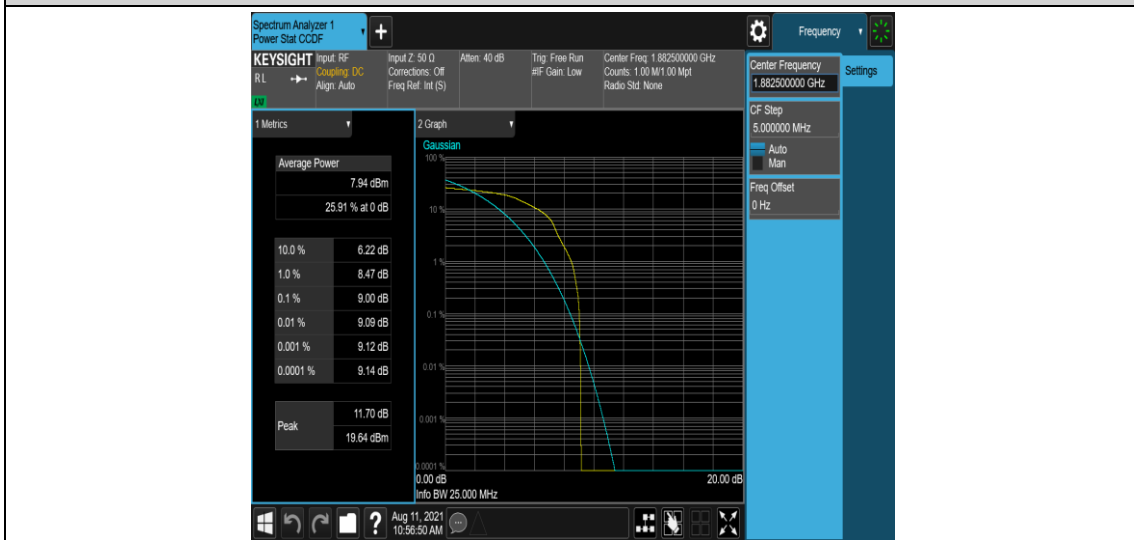 Spectrum Analyzer 1
Power Stat CCDF
+
Frequency
KEYSIGHT
RL
LXI
Input: RF
Coupling: DC
Align: Auto
Input Z: 50 Ω
Corrections: Off
Freq Ref: Int (S)
Atten: 40 dB
Trig: Free Run
#IF Gain: Low
Center Freq: 1.882500000 GHz
Counts: 1.00 M/1.00 Mpt
Radio Std: None
Center Frequency
1.882500000 GHz
Settings
CF Step
5.000000 MHz
Auto
Man
Freq Offset
0 Hz
1 Metrics
Average Power
7.94 dBm
25.91 % at 0 dB
10.0 % 6.22 dB
1.0 % 8.47 dB
0.1 % 9.00 dB
0.01 % 9.09 dB
0.001 % 9.12 dB
0.0001 % 9.14 dB
Peak
11.70 dB
19.64 dBm
2 Graph
Gaussian
100 %
10 %
1 %
0.1 %
0.01 %
0.001 %
0.0001 %
0.00 dB 20.00 dB
Info BW 25.000 MHz
?
Aug 11, 2021
10:56:50 AM